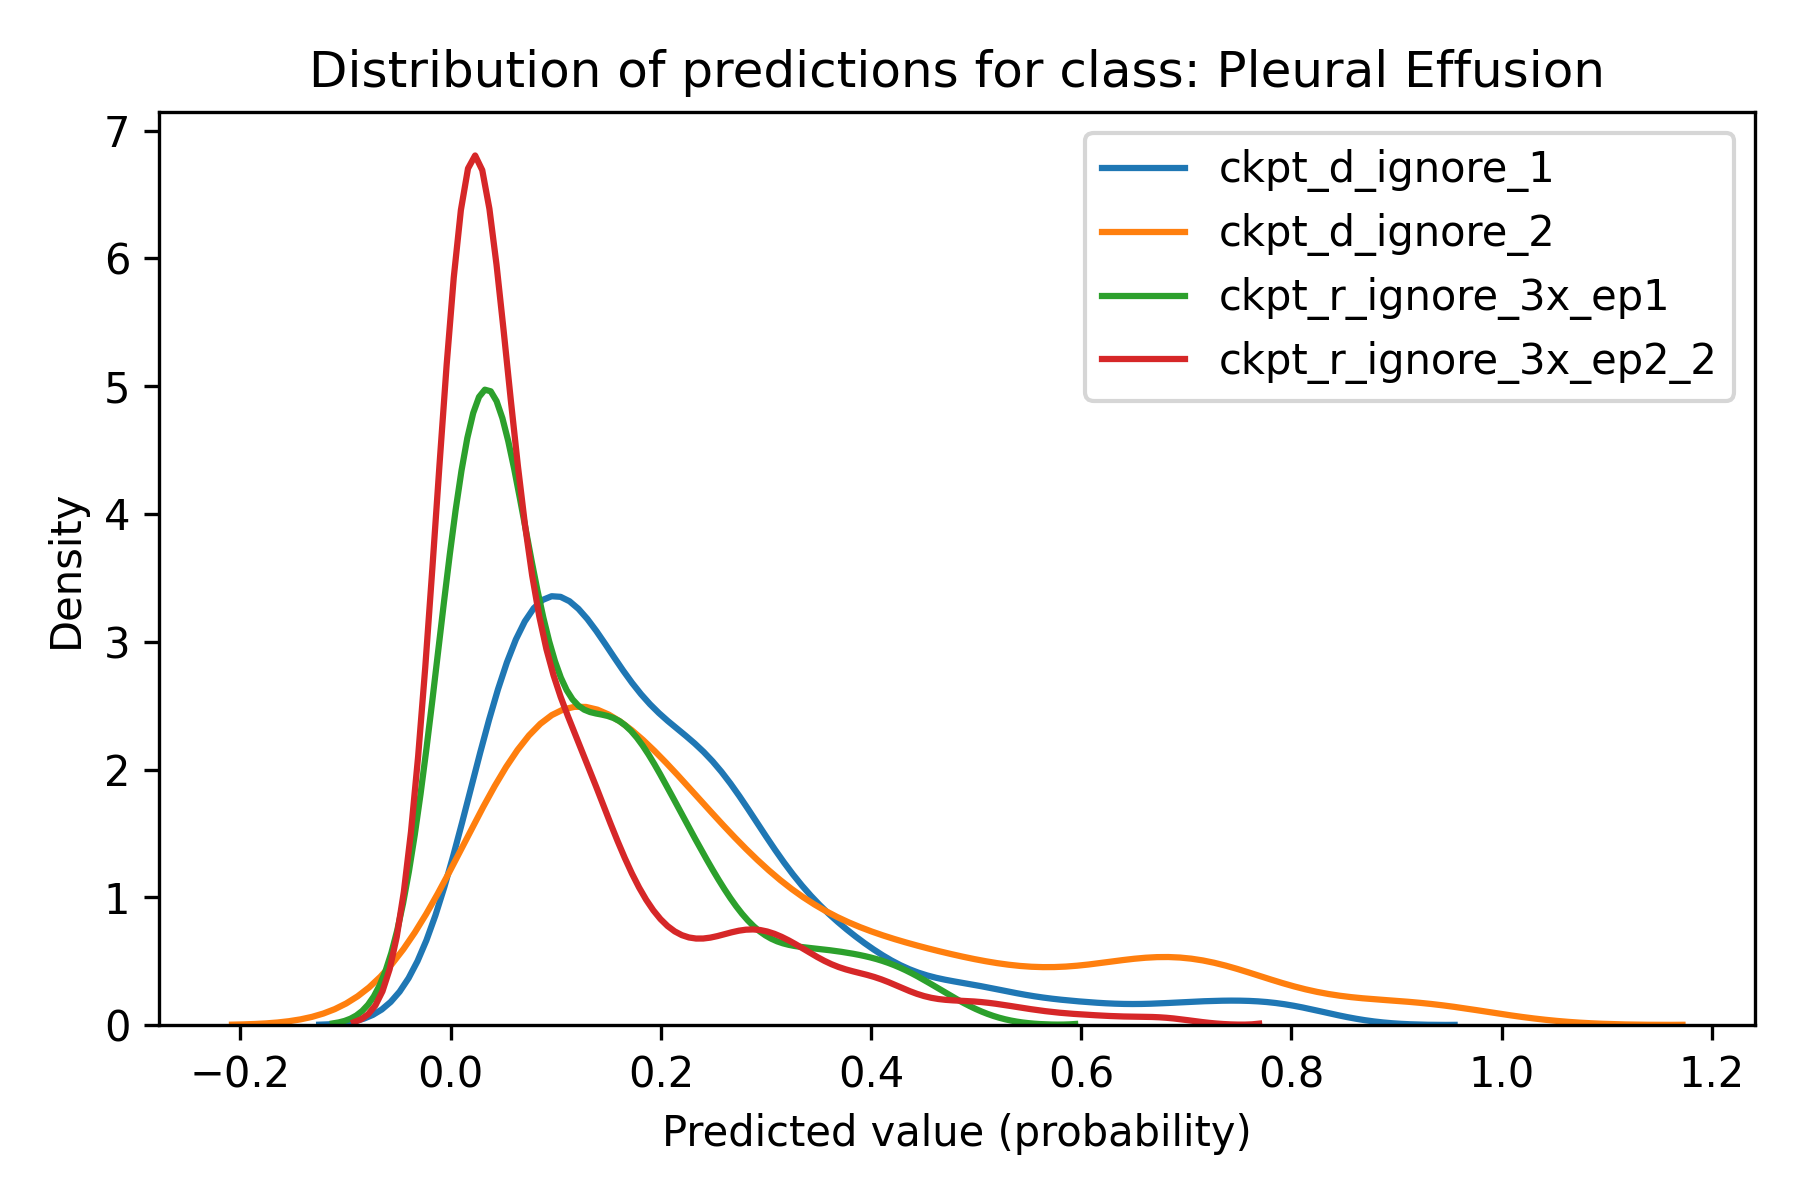 Distribution of predictions for class: Pleural Effusion
7
6
5
4
3
2
1
0
Density
ckpt_d_ignore_1
ckpt_d_ignore_2
ckpt_r_ignore_3x_ep1
ckpt_r_ignore_3x_ep2_2
−0.2 0.0 0.2 0.4 0.6 0.8 1.0 1.2
Predicted value (probability)